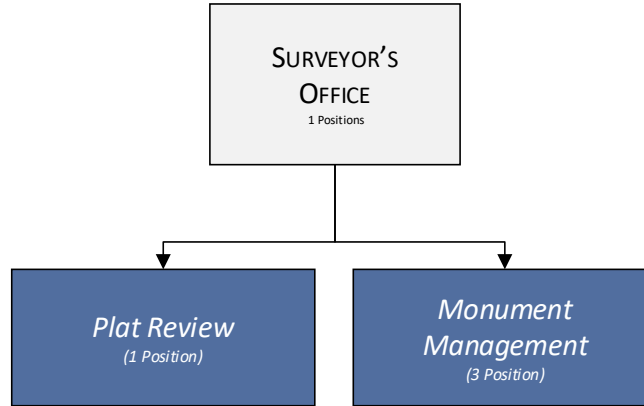 SURVEYOR'S
OFFICE
1 Positions
Plat Review
(1 Position)
Monument
Management
(3 Position)